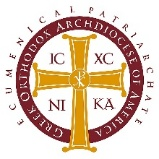 ECUMENICAL PATRIARCHATE
GREEK ORTHODOX ARCHDIOCESE OF AMERICA
IC XC
NI KA